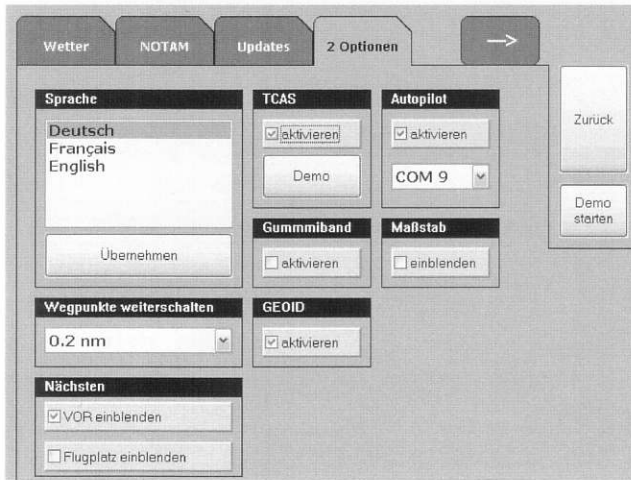 Wetter
NOTAM
Updates
2 Optionen
-->
Sprache
Deutsch
Français
English
Übernehmen
TCAS
aktivieren
Demo
Autopilot
aktivieren
COM 9
Zurück
Demo
starten
Gummmiband
aktivieren
Maßstab
einblenden
Wegpunkte weiterschalten
0.2 nm
GEOID
aktivieren
Nächsten
VOR einblenden
Flugplatz einblenden